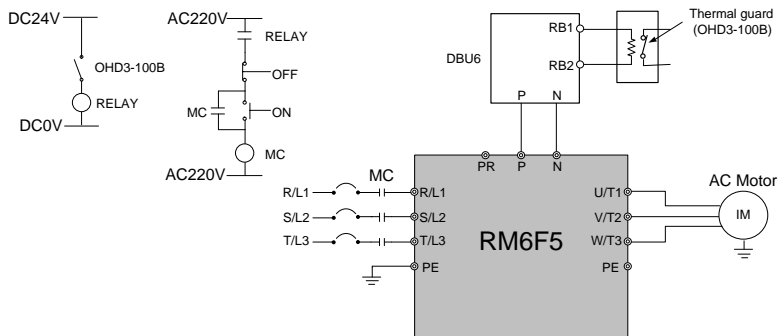 DC24V
OHD3-100B
RELAY
DC0V
AC220V
RELAY
OFF
MC
ON
MC
AC220V
DBU6
RB1
RB2
P N
Thermal guard
(OHD3-100B)
PR P N
MC
R/L1 R/L1
S/L2 S/L2
T/L3 T/L3
PE
RM6F5
U/T1
V/T2
W/T3
PE
AC Motor
IM